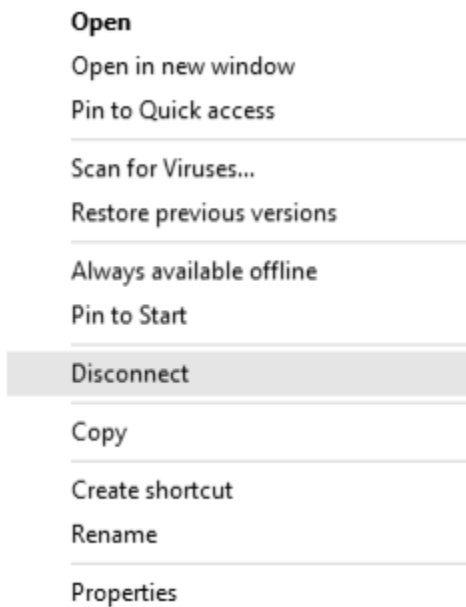 Open
Open in new window
Pin to Quick access
Scan for Viruses...
Restore previous versions
Always available offline
Pin to Start
Disconnect
Copy
Create shortcut
Rename
Properties